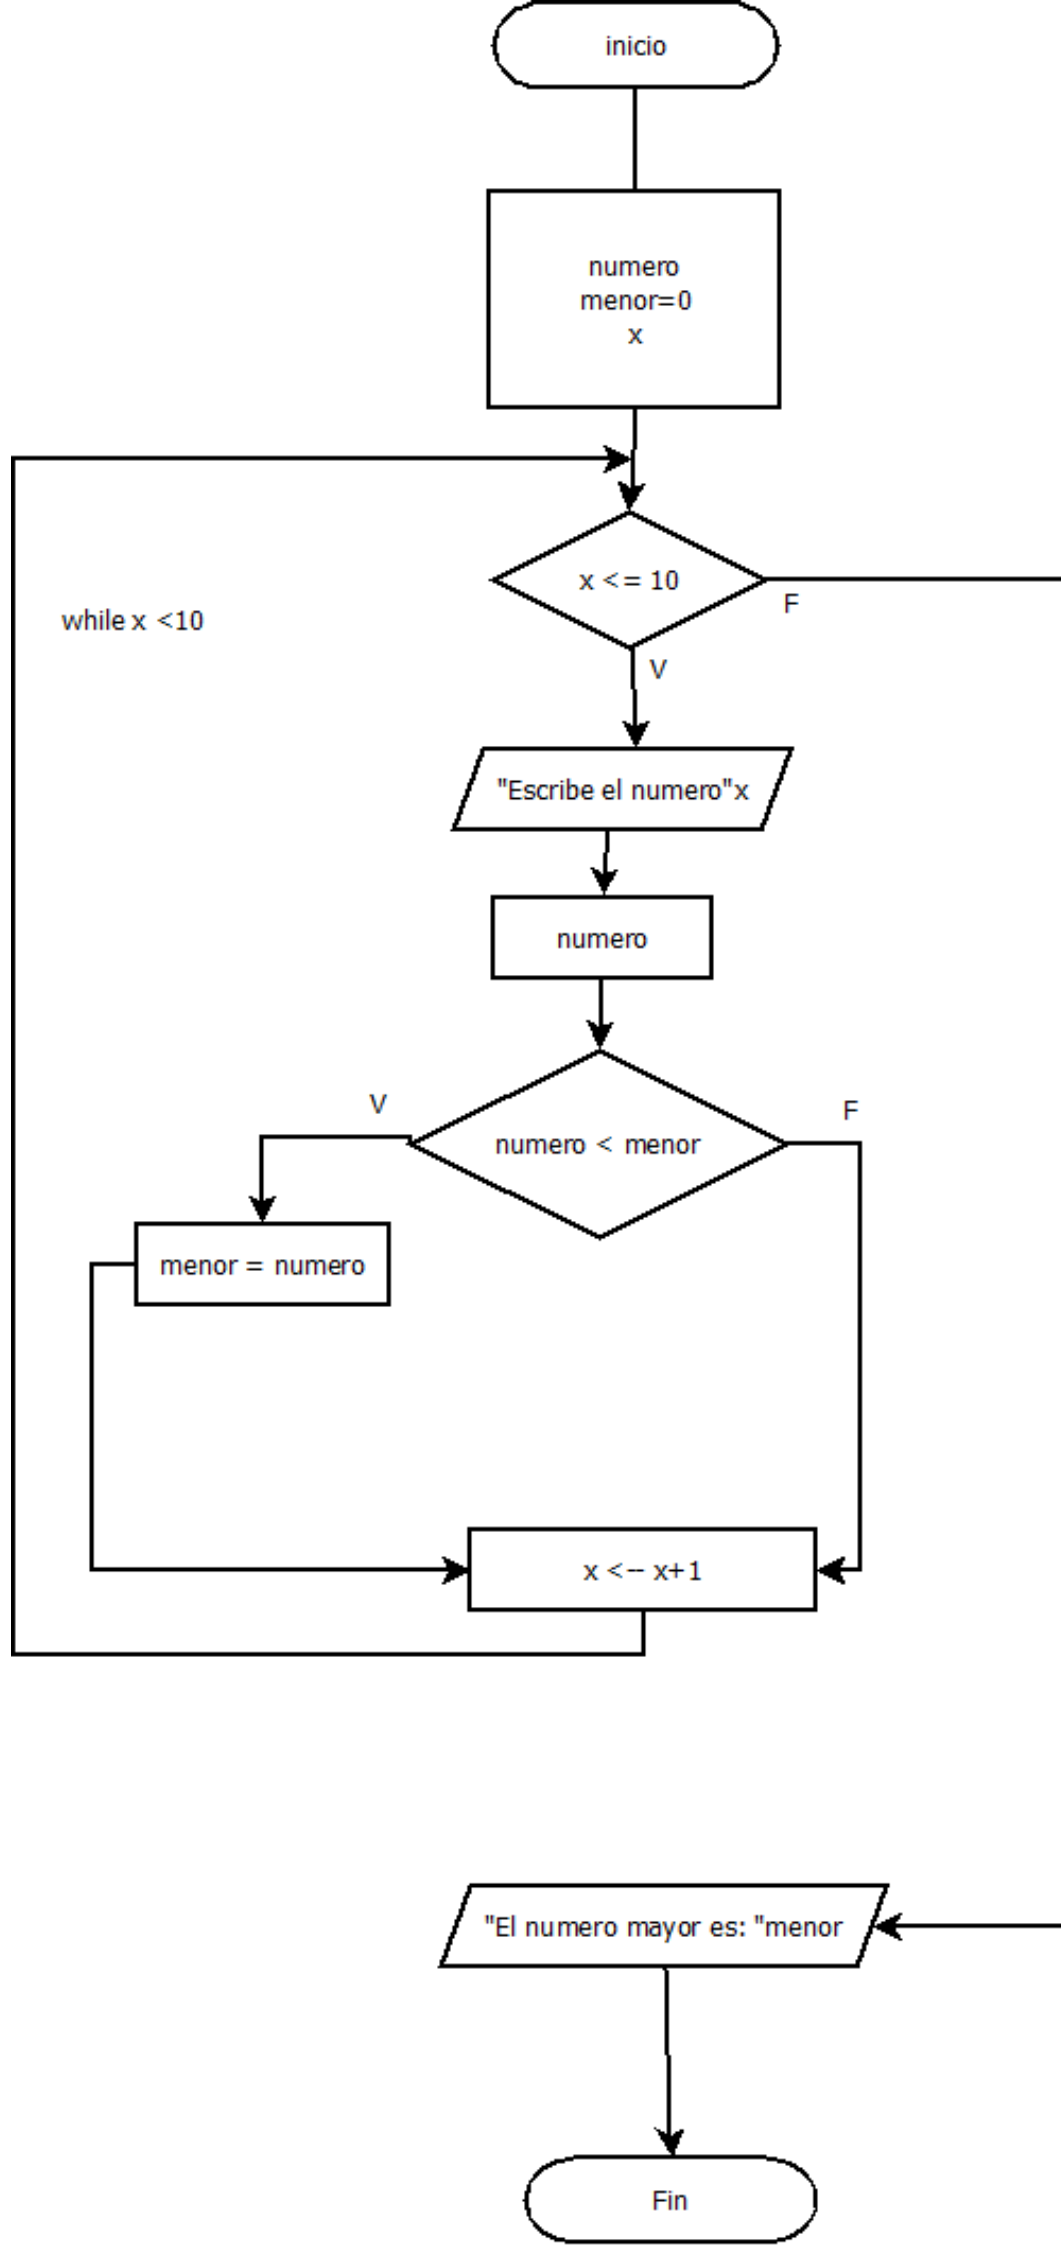 inicio
numero
menor=0
x
x <= 10
F
while x <10
V
"Escribe el numero"x
numero
V
F
numero < menor
menor = numero
x <-- x+1
"El numero mayor es: "menor
Fin